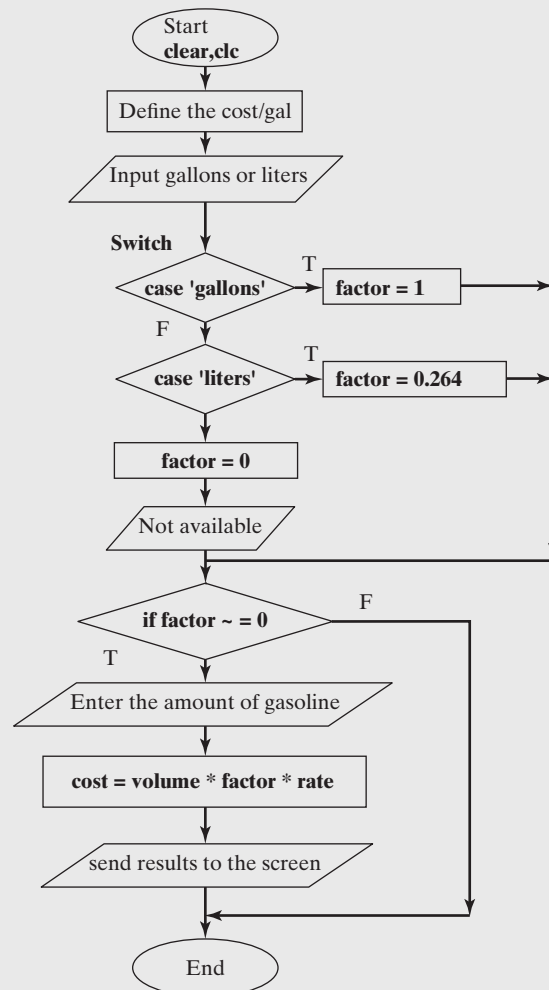 Start
clear,clc
Define the cost/gal
Input gallons or liters
Switch
case 'gallons'
T
factor = 1
F
case 'liters'
T
factor = 0.264
factor = 0
Not available
if factor ~ = 0
F
T
Enter the amount of gasoline
cost = volume * factor * rate
send results to the screen
End